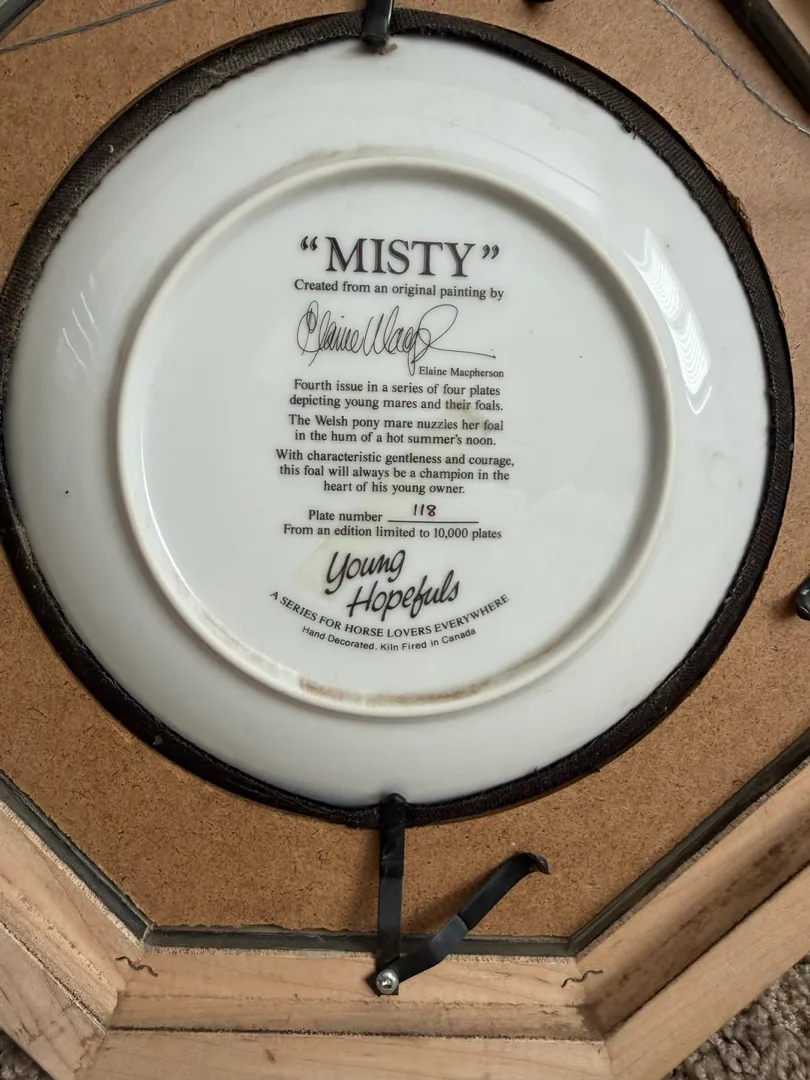 “MISTY”
Created from an original painting by
Elaine Macp
Elaine Macpherson
Fourth issue in a series of four plates
depicting young mares and their foals.
The Welsh pony mare nuzzles her foal
in the hum of a hot summer's noon.
With characteristic gentleness and courage,
this foal will always be a champion in the
heart of his young owner.
Plate number 118
From an edition limited to 10,000 plates
Young
Hopefuls
A SERIES FOR HORSE LOVERS EVERYWHERE
Hand Decorated, Kiln Fired in Canada